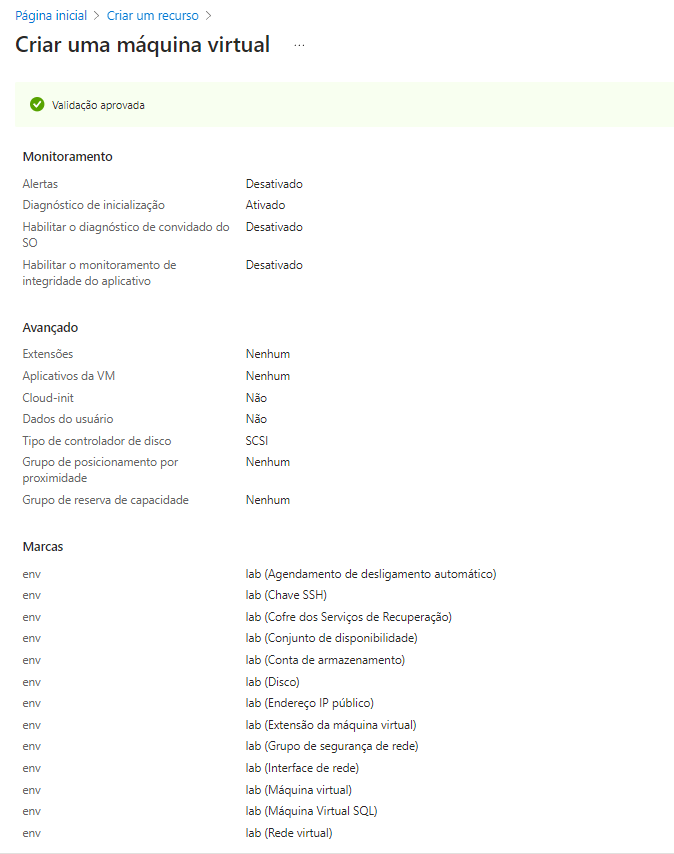 Página inicial > Criar um recurso >
Criar uma máquina virtual ...
Validação aprovada
Monitoramento
Alertas Desativado
Diagnóstico de inicialização Ativado
Habilitar o diagnóstico de convidado do Desativado
SO
Habilitar o monitoramento de Desativado
integridade do aplicativo
Avançado
Extensões Nenhum
Aplicativos da VM Nenhum
Cloud-init Não
Dados do usuário Não
Tipo de controlador de disco SCSI
Grupo de posicionamento por Nenhum
proximidade
Grupo de reserva de capacidade Nenhum
Marcas
env lab (Agendamento de desligamento automático)
env lab (Chave SSH)
env lab (Cofre dos Serviços de Recuperação)
env lab (Conjunto de disponibilidade)
env lab (Conta de armazenamento)
env lab (Disco)
env lab (Endereço IP público)
env lab (Extensão da máquina virtual)
env lab (Grupo de segurança de rede)
env lab (Interface de rede)
env lab (Máquina virtual)
env lab (Máquina Virtual SQL)
env lab (Rede virtual)